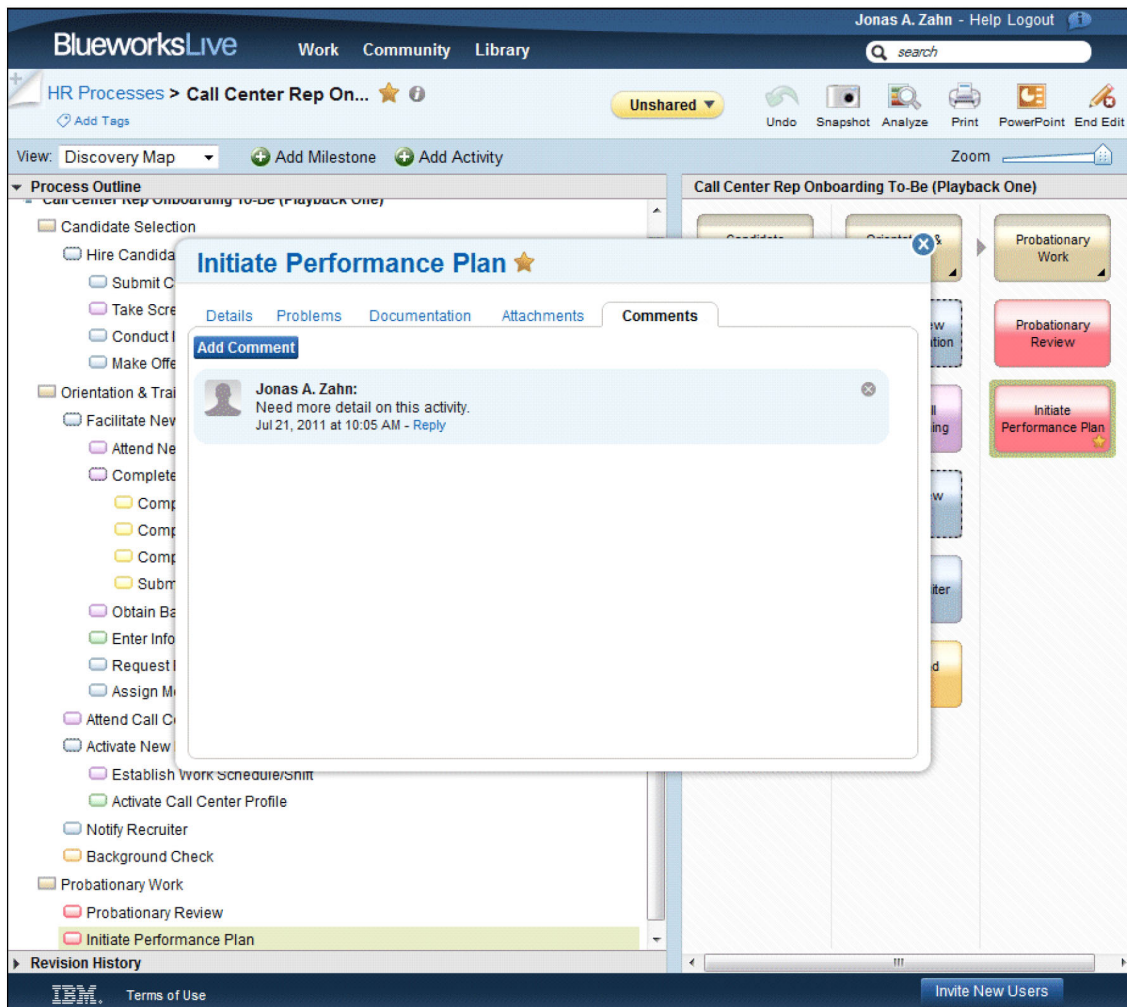 Jonas A. Zahn - Help Logout
BlueworksLive Work Community Library search
HR Processes > Call Center Rep On...
Add Tags
Unshared
Undo Snapshot Analyze Print PowerPoint End Edit
View: Discovery Map Add Milestone Add Activity Zoom
Process Outline
Call Center Rep Onboarding To-Be (Playback One)
Call Center Rep Onboarding To-Be (Playback One)
Candidate Selection
Hire Candida
Submit C
Take Scre
Conduct I
Make Offe
Orientation & Trai
Facilitate New
Attend Ne
Complete
Comp
Comp
Comp
Subm
Obtain Ba
Enter Info
Request
Assign M
Attend Call C
Activate New
Establish Work Schedule/Shift
Activate Call Center Profile
Notify Recruiter
Background Check
Probationary Work
Probationary Review
Initiate Performance Plan
Revision History
Initiate Performance Plan
Details Problems Documentation Attachments Comments
Add Comment
Jonas A. Zahn:
Need more detail on this activity.
Jul 21, 2011 at 10:05 AM - Reply
Candidate
&
ew
tion
ll
ing
ew
iter
d
Probationary
Work
Probationary
Review
Initiate
Performance Plan
IBM. Terms of Use
Invite New Users